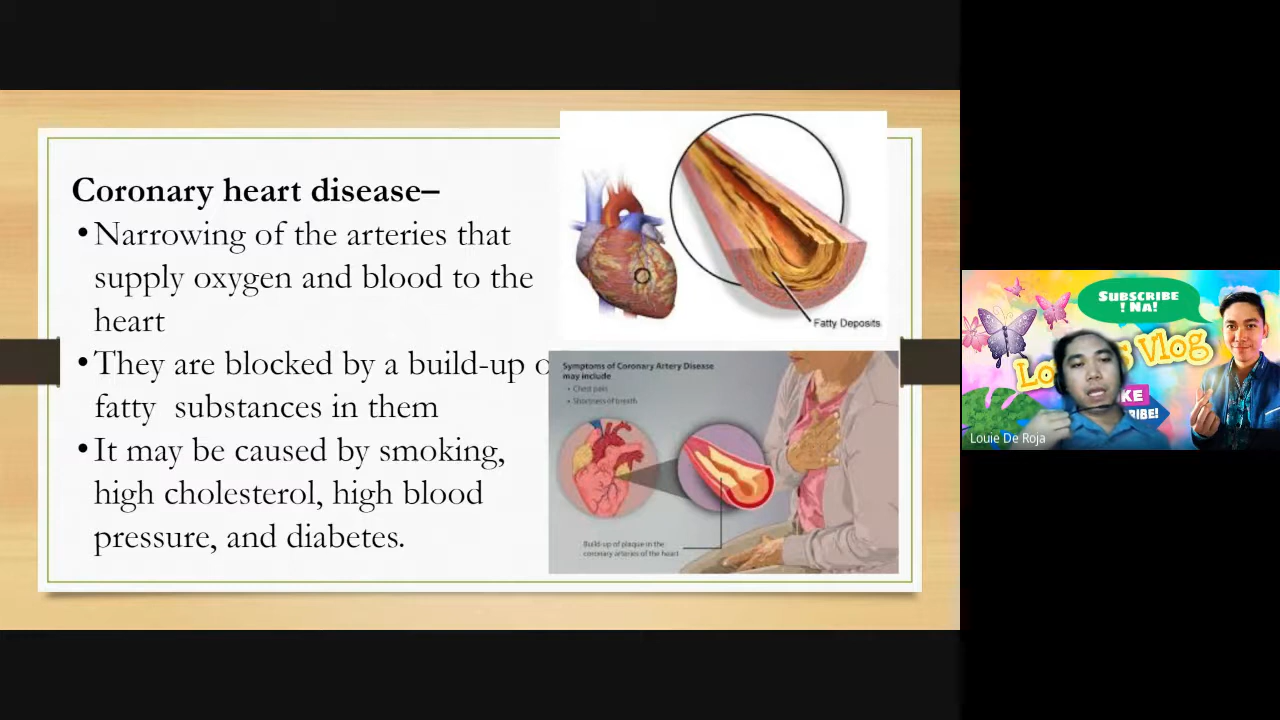 Coronary heart disease–
•Narrowing of the arteries that
supply oxygen and blood to the
heart
•They are blocked by a build-up o
fatty substances in them
•It may be caused by smoking,
high cholesterol, high blood
pressure, and diabetes.
Fatty Deposits
Symptoms of Coronary Artery Disease
may include
• Chest pain
• Shortness of breath
Build-up of plaque in the
coronary arteries of the heart
SUBSCRIBE
! NA!
Vlog
Louie De Roja